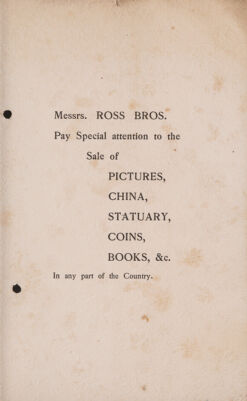 Messrs. ROSS BROS.
Pay Special attention to the
Sale of
PICTURES,
CHINA,
STATUARY,
COINS,
BOOKS, &c.
In any part of the Country.